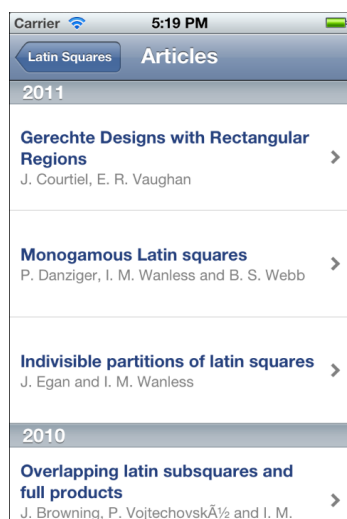 Carrier 5:19 PM
Latin Squares Articles
2011
Gerechte Designs with Rectangular
Regions
J. Courtiel, E. R. Vaughan
Monogamous Latin squares
P. Danziger, I. M. Wanless and B. S. Webb
Indivisible partitions of latin squares
J. Egan and I. M. Wanless
2010
Overlapping latin subsquares and
full products
J. Browning, P. VojtechovskÃ½ and I. M.